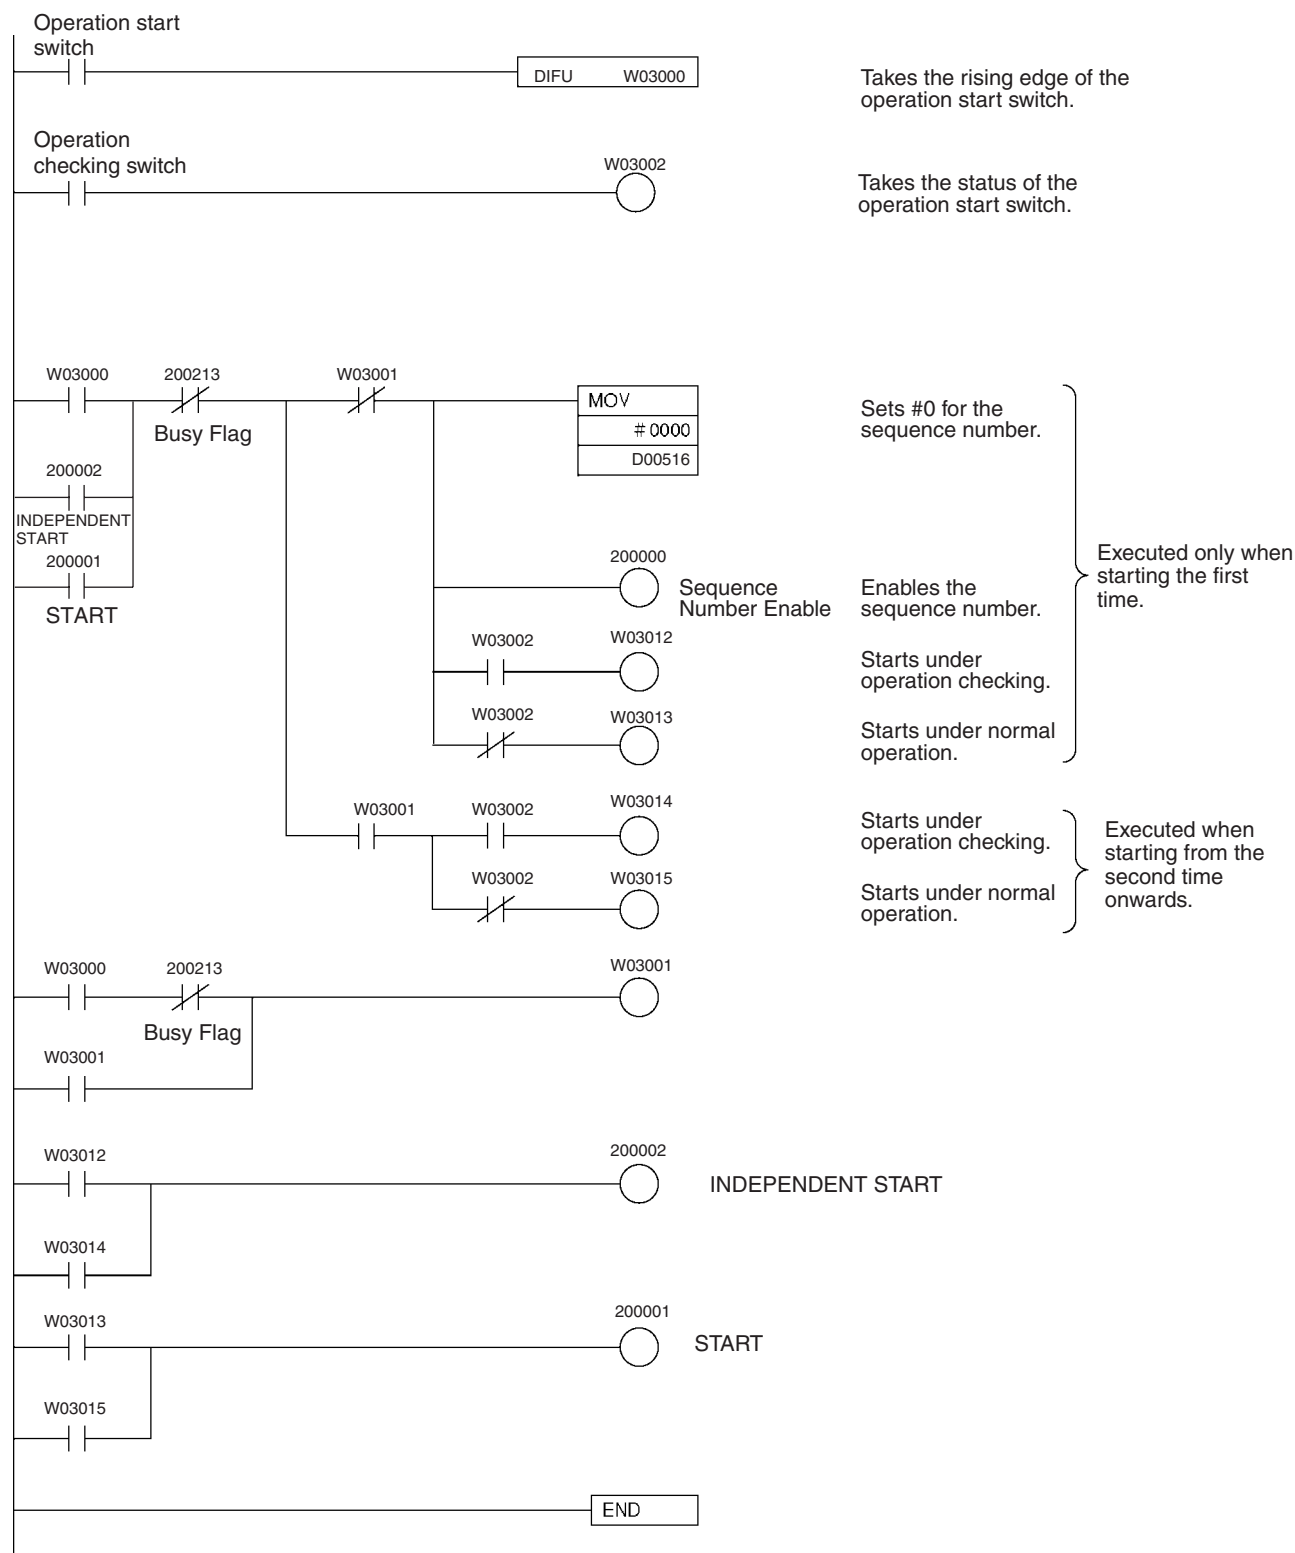 Operation start
switch
DIFU W03000
Takes the rising edge of the
operation start switch.
Operation
checking switch
W03002
Takes the status of the
operation start switch.
W03000
200213
W03001
Busy Flag
MOV
# 0000
D00516
Sets #0 for the
sequence number.
200002
INDEPENDENT
START
200001
START
200000
Sequence
Number Enable
Enables the
sequence number.
Executed only when
starting the first
time.
W03002
W03012
Starts under
operation checking.
W03002
W03013
Starts under normal
operation.
W03001
W03002
W03014
Starts under
operation checking.
Executed when
starting from the
second time
onwards.
W03002
W03015
Starts under normal
operation.
W03000
200213
W03001
Busy Flag
W03001
W03012
200002
INDEPENDENT START
W03014
W03013
200001
START
W03015
END